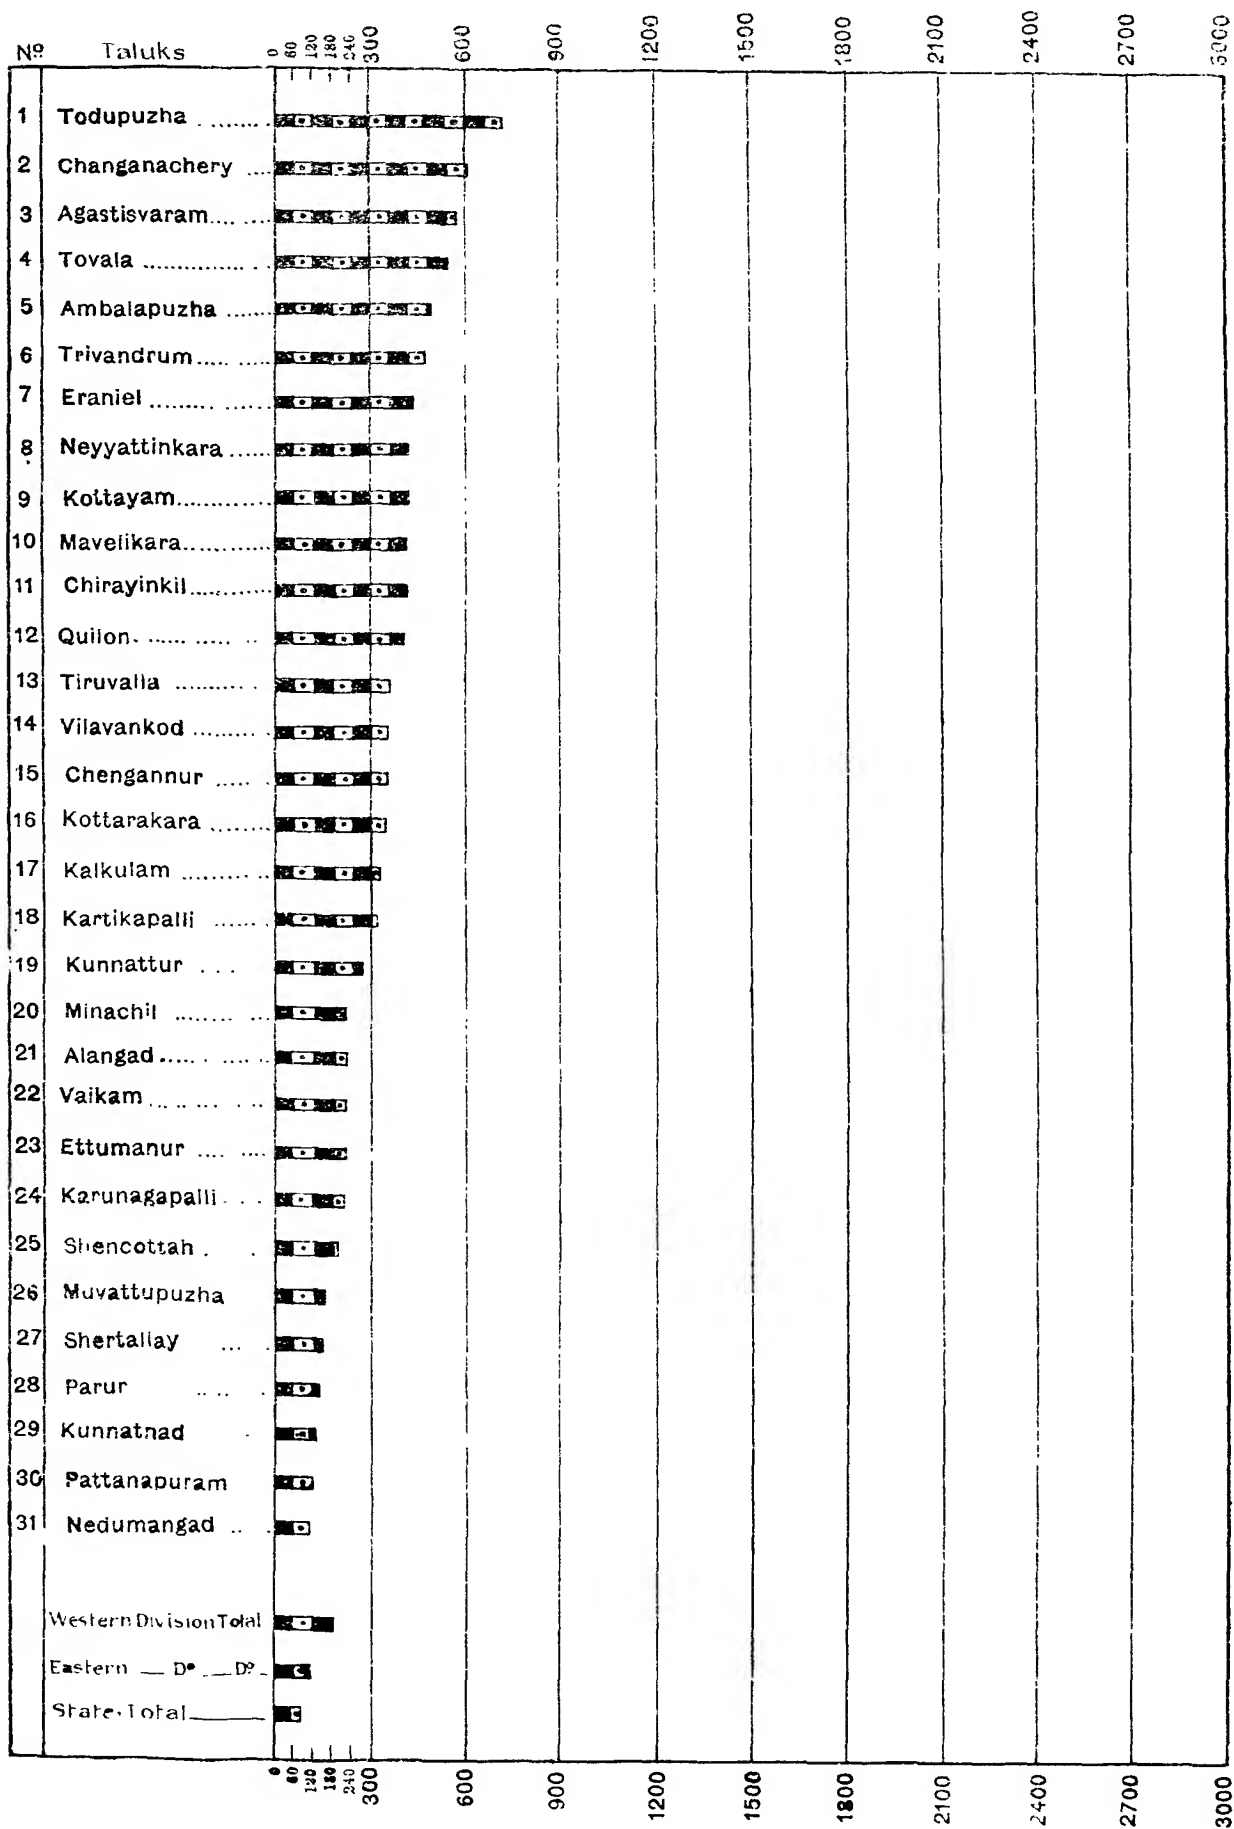 Nº Taluks 0 60 120 180 240 300 600 900 1200 1500 1800 2100 2400 2700 3000
1 Todupuzha ........
2 Changanachery ....
3 Agastisvaram.... ....
4 Tovala ................
5 Ambalapuzha .......
6 Trivandrum..... ....
7 Eraniel ......... ......
8 Neyyattinkara ......
9 Kottayam............
10 Mavelikara............
11 Chirayinkil............
12 Quilon. ...... ..... ..
13 Tiruvalla ...........
14 Vilavankod .........
15 Chengannur ..... ..
16 Kottarakara ........
17 Kalkulam ......... ..
18 Kartikapalli ...... ..
19 Kunnattur . . .
20 Minachil ........ ..
21 Alangad..... . .... ..
22 Vaikam ... .. ... . ..
23 Ettumanur .... ....
24 Karunagapalli . . .
25 Shencottah . .
26 Muvattupuzha
27 Shertallay ... .
28 Parur .. .. .
29 Kunnatnad .
30 Pattanapuram
31 Nedumangad .. .
Western Division Total
Eastern — Dº — Dº -
State Total
0 60 120 180 240 300 600 900 1200 1500 1800 2100 2400 2700 3000